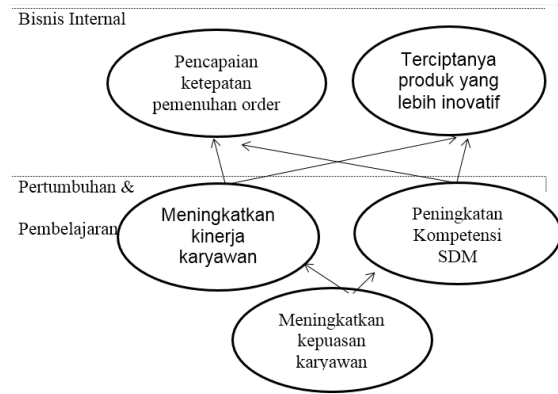 Bisnis Internal
Pencapaian
ketepatan
pemenuhan order
Terciptanya
produk yang
lebih inovatif
Pertumbuhan &
Pembelajaran
Meningkatkan
kinerja
karyawan
Peningkatan
Kompetensi
SDM
Meningkatkan
kepuasan
karyawan